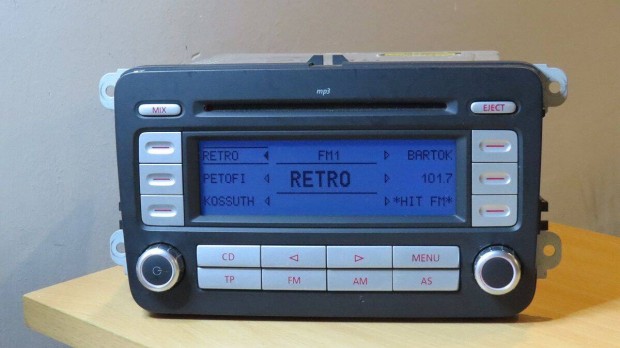 mp3
MIX
EJECT
RETRO FM1 BARTOK
PETOFI RETRO 101.7
KOSSUTH *HIT FM*
CD MENU
TP FM AM AS